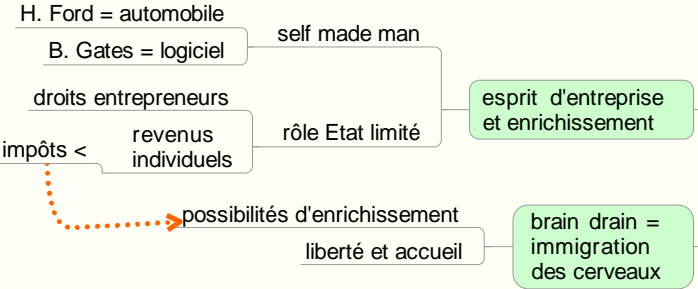 H. Ford = automobile
B. Gates = logiciel
self made man
droits entrepreneurs
impôts <
revenus
individuels
rôle Etat limité
esprit d'entreprise
et enrichissement
possibilités d'enrichissement
liberté et accueil
brain drain =
immigration
des cerveaux